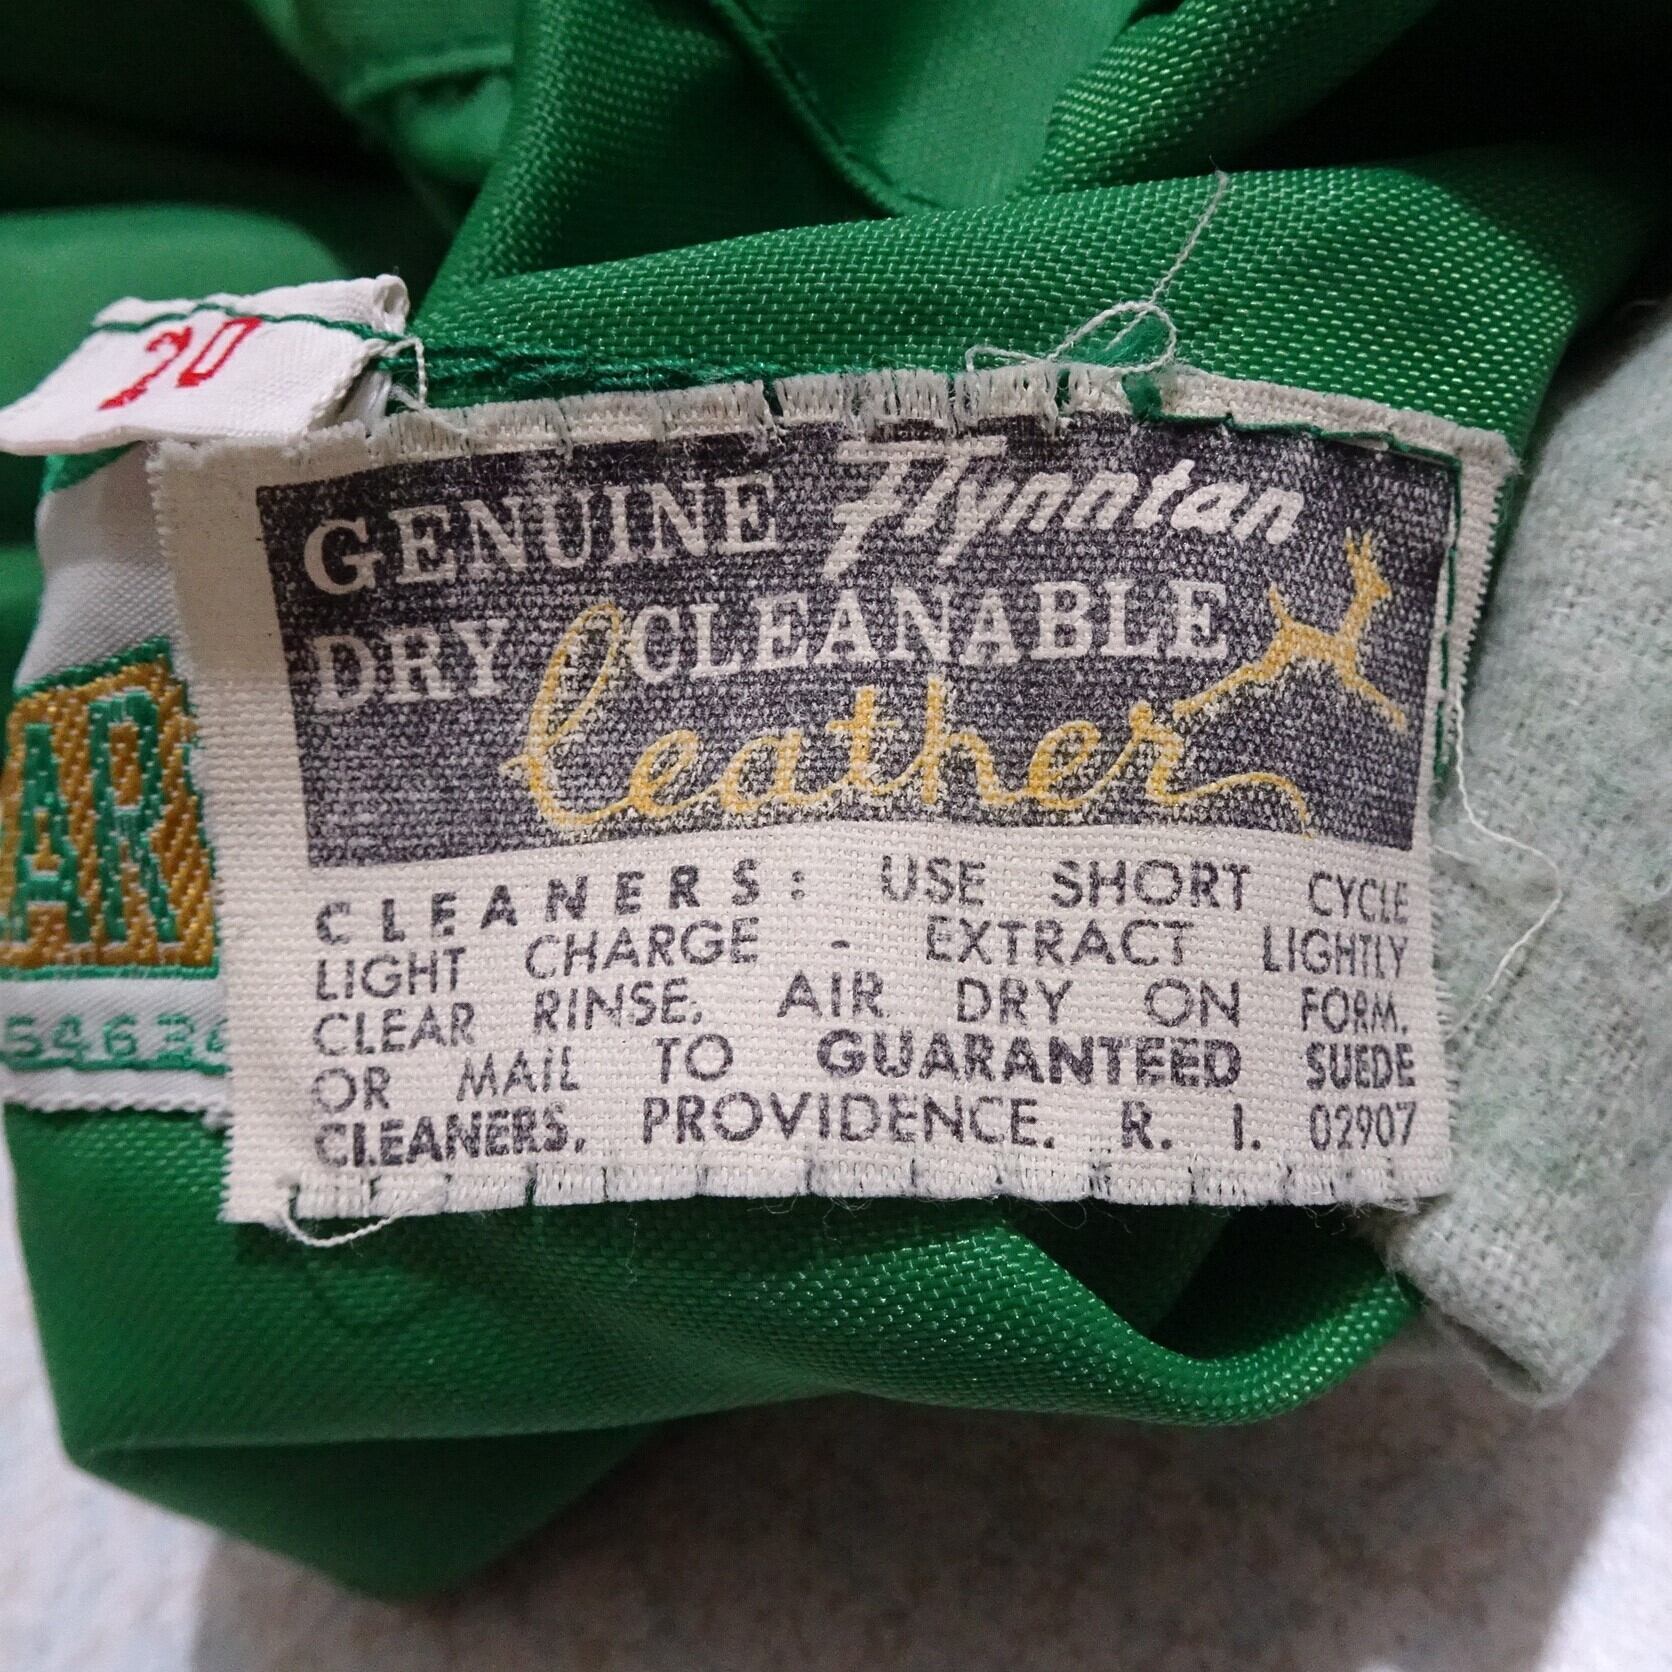 20
GENUINE Flynntan
DRY CLEANABLE
Leather
CLEANERS: USE SHORT CYCLE
LIGHT CHARGE - EXTRACT LIGHTLY
CLEAR RINSE. AIR DRY ON FORM.
OR MAIL TO GUARANTEED SUEDE
CLEANERS, PROVIDENCE. R. I. 02907
AR